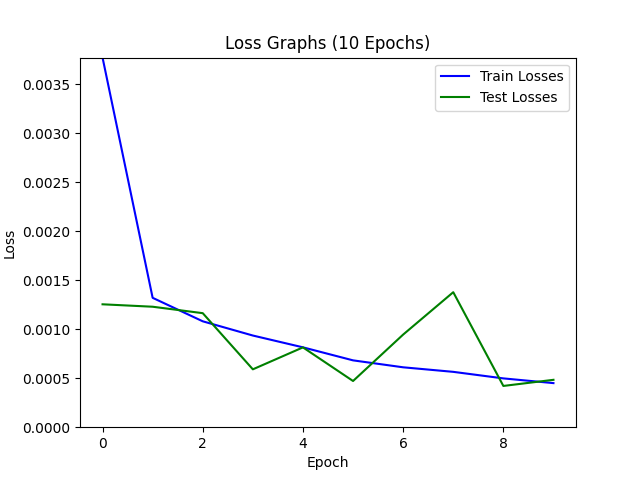 Loss Graphs (10 Epochs)
Train Losses
Test Losses
0.0035
0.0030
0.0025
0.0020
0.0015
0.0010
0.0005
0.0000
Loss
0 2 4 6 8
Epoch